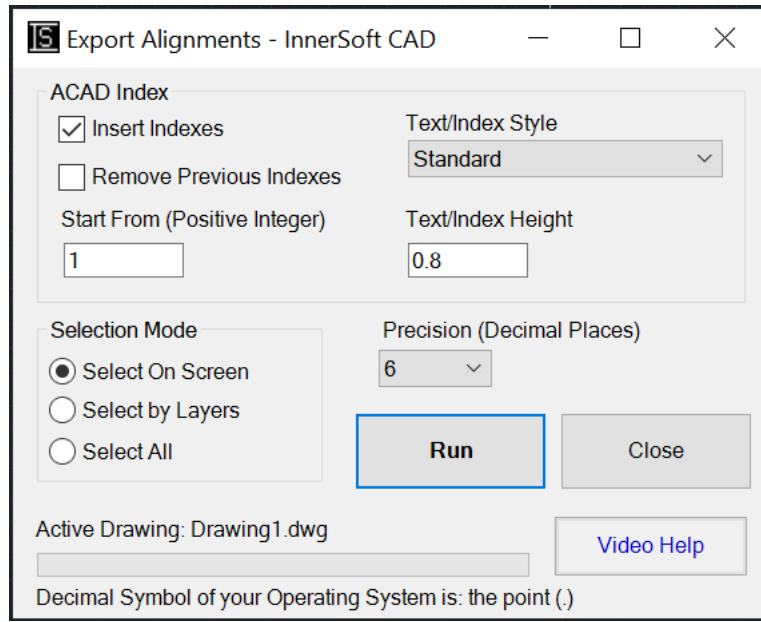 IS Export Alignments - InnerSoft CAD
ACAD Index
Insert Indexes
Text/Index Style
Standard
Remove Previous Indexes
Start From (Positive Integer)
Text/Index Height
1
0.8
Selection Mode
Precision (Decimal Places)
Select On Screen
6
Select by Layers
Select All
Run
Close
Active Drawing: Drawing1.dwg
Video Help
Decimal Symbol of your Operating System is: the point (.)